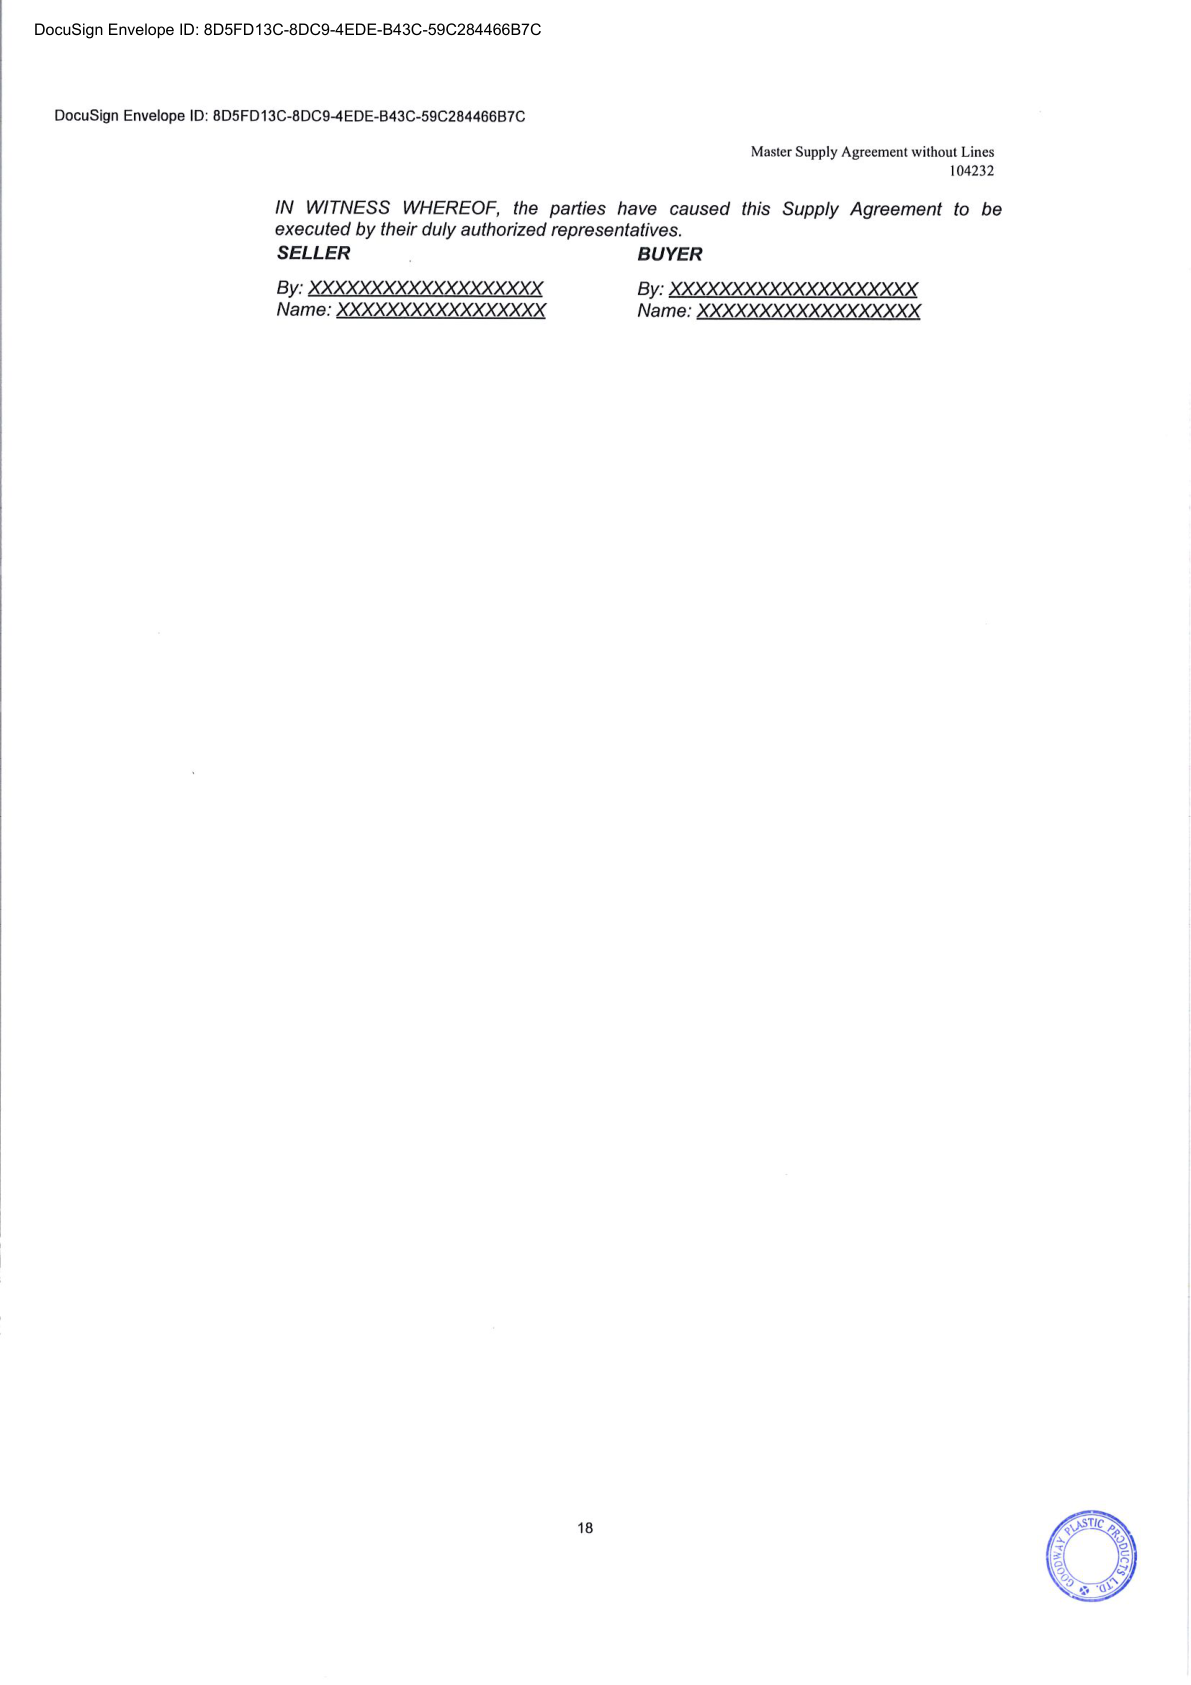 DocuSign Envelope ID: 8D5FD13C-8DC9-4EDE-B43C-59C284466B7C
DocuSign Envelope ID: 8D5FD13C-8DC9-4EDE-B43C-59C284466B7C
Master Supply Agreement without Lines
104232
IN WITNESS WHEREOF, the parties have caused this Supply Agreement to be
executed by their duly authorized representatives.
SELLER BUYER
By: XXXXXXXXXXXXXXXXXXX By: XXXXXXXXXXXXXXXXXXXX
Name: XXXXXXXXXXXXXXXXX Name: XXXXXXXXXXXXXXXXXX
18
GOODWAY PLASTIC PRODUCTS LTD.